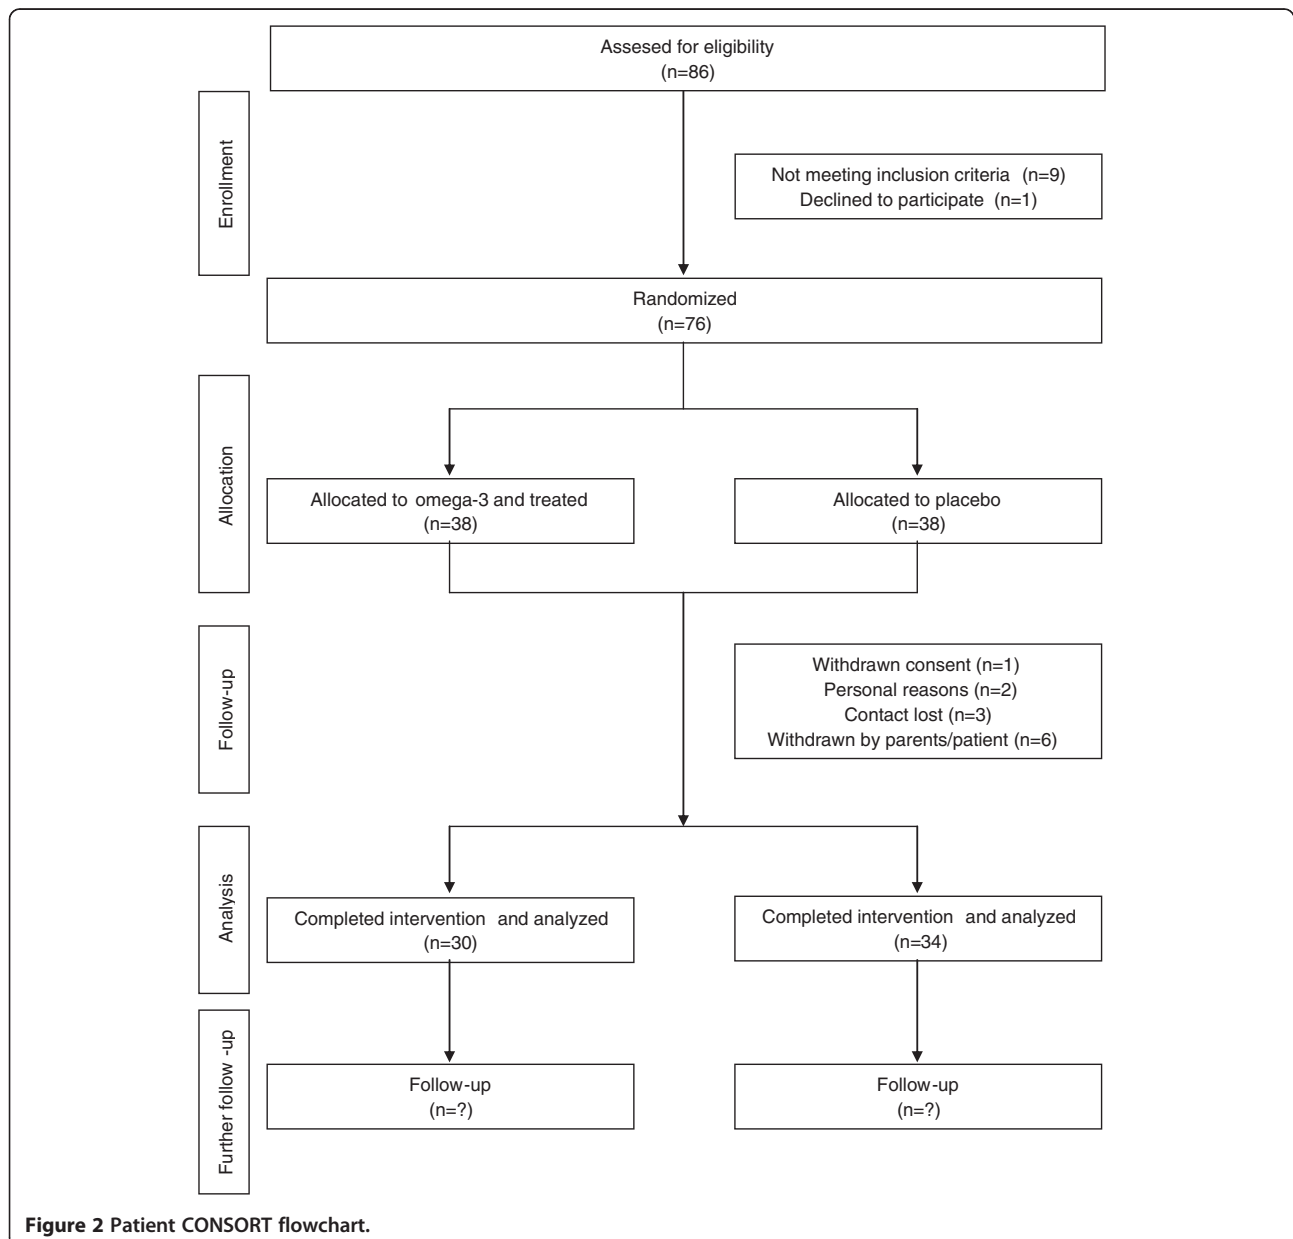 Assesed for eligibility
(n=86)
Enrollment
Not meeting inclusion criteria (n=9)
Declined to participate (n=1)
Randomized
(n=76)
Allocation
Allocated to omega-3 and treated
(n=38)
Allocated to placebo
(n=38)
Follow-up
Withdrawn consent (n=1)
Personal reasons (n=2)
Contact lost (n=3)
Withdrawn by parents/patient (n=6)
Analysis
Completed intervention and analyzed
(n=30)
Completed intervention and analyzed
(n=34)
Further follow -up
Follow-up
(n=?)
Follow-up
(n=?)
Figure 2 Patient CONSORT flowchart.